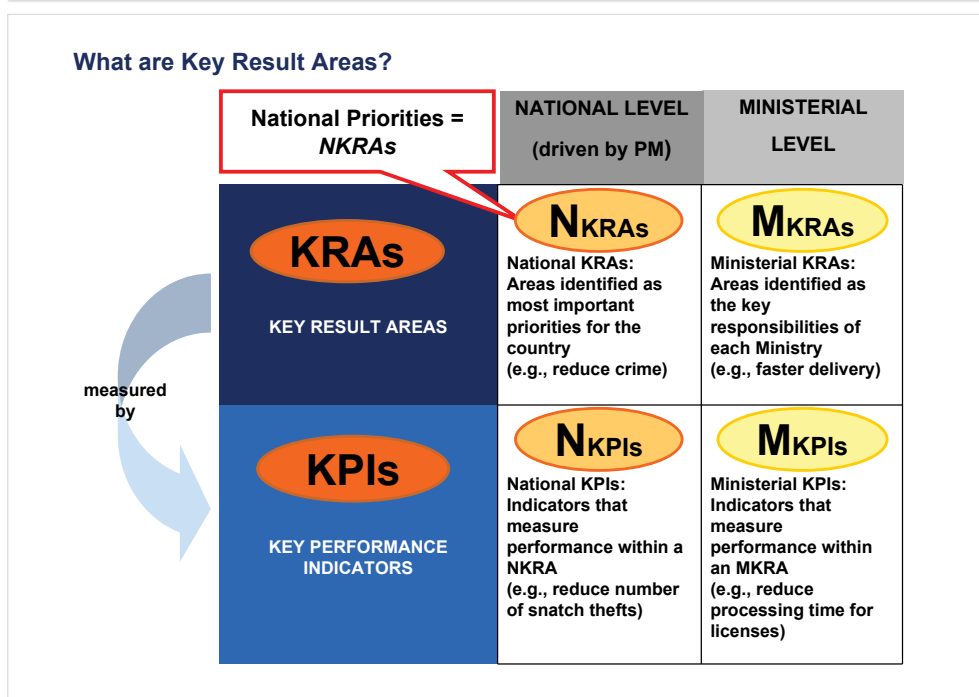 What are Key Result Areas?
National Priorities =
NKRAs
NATIONAL LEVEL
(driven by PM)
MINISTERIAL
LEVEL
KRAs
KEY RESULT AREAS
NKRAs
National KRAs:
Areas identified as
most important
priorities for the
country
(e.g., reduce crime)
MKRAs
Ministerial KRAs:
Areas identified as
the key
responsibilities of
each Ministry
(e.g., faster delivery)
measured
by
KPIs
KEY PERFORMANCE
INDICATORS
NKPIs
National KPIs:
Indicators that
measure
performance within a
NKRA
(e.g., reduce number
of snatch thefts)
MKPIs
Ministerial KPIs:
Indicators that
measure
performance within
an MKRA
(e.g., reduce
processing time for
licenses)